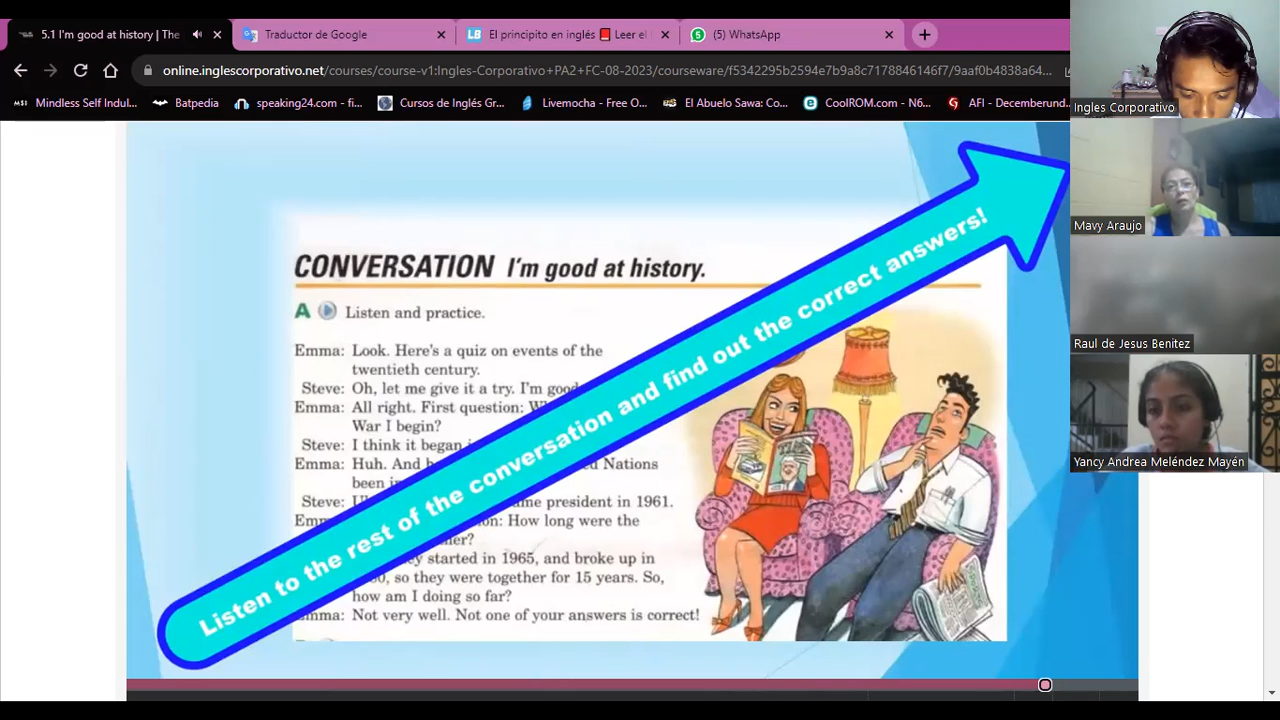 5.1 I'm good at history | The
Traductor de Google
El principito en inglés 📕 Leer el
(5) WhatsApp
online.inglescorporativo.net/courses/course-v1:Ingles-Corporativo+PA2+FC-08-2023/courseware/f5342295b2594e7b9a8c7178846146f7/9aaf0b4838a64...
Mindless Self Indul...
Batpedia
speaking24.com - fi...
Cursos de Inglés Gr...
Livemocha - Free O...
El Abuelo Sawa: Co...
CoolROM.com - N6...
AFI - Decemberund...
Ingles Corporativo
Mavy Araujo
Raul de Jesus Benitez
Yancy Andrea Meléndez Mayén
CONVERSATION I'm good at history.
A Listen and practice.
Emma: Look. Here's a quiz on events of the
twentieth century.
Steve: Oh, let me give it a try. I'm good
Emma: All right. First question:
War I begin?
Steve: I think it began
Emma: Huh. And Nations
been
Steve: president in 1961.
How long were the
started in 1965, and broke up in
so they were together for 15 years. So,
how am I doing so far?
Emma: Not very well. Not one of your answers is correct!
Listen to the rest of the conversation and find out the correct answers!